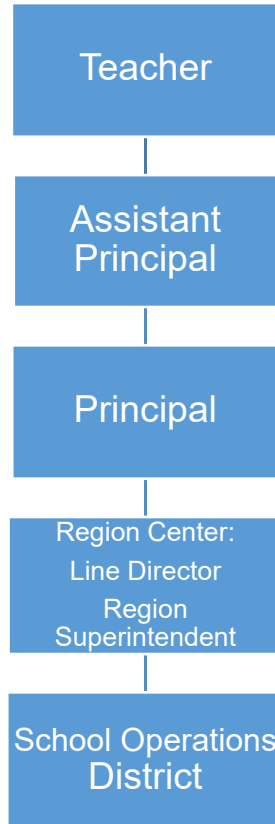 Teacher
Assistant
Principal
Principal
Region Center:
Line Director
Region
Superintendent
School Operations
District